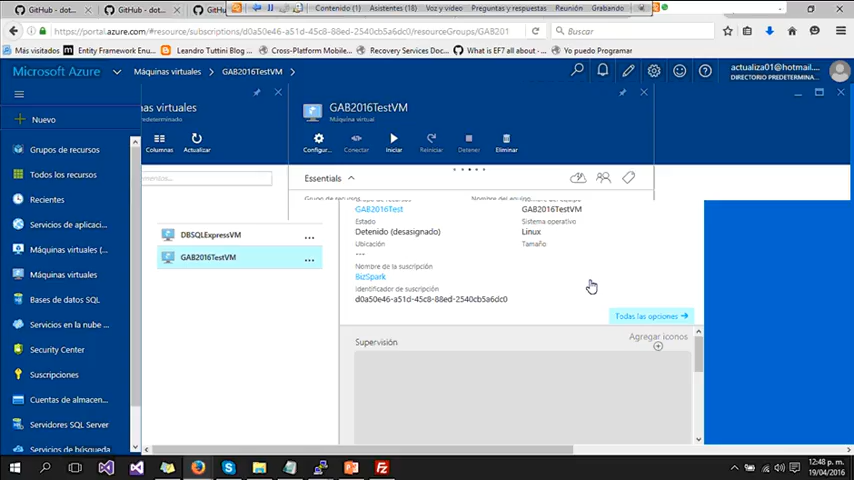 GitHub - dot...
GitHub - dot...
GitHu
Contenido (1)
Asistentes (18)
Voz y video
Preguntas y respuestas
Reunión
Grabando
https://portal.azure.com/#resource/subscriptions/d0a50e46-a51d-45c8-88ed-2540cb5a6dc0/resourceGroups/GAB201
Buscar
Más visitados
Entity Framework Enu...
Leandro Tuttini Blog ...
Cross-Platform Mobile...
Recovery Services Doc...
What is EF7 all about? - ...
Yo puedo Programar
Microsoft Azure
Máquinas virtuales
GAB2016TestVM
actualiza01@hotmail....
DIRECTORIO PREDETERMINA...
Nuevo
Grupos de recursos
Todos los recursos
Recientes
Servicios de aplicaci...
Máquinas virtuales (...
Máquinas virtuales
Bases de datos SQL
Servicios en la nube ...
Security Center
Suscripciones
Cuentas de almacen...
Servidores SQL Server
Servicios de búsqueda
nas virtuales
redeterminado
Columnas
Actualizar
ementos...
DBSQLExpressVM
...
GAB2016TestVM
...
GAB2016TestVM
Máquina virtual
Configur...
Conectar
Iniciar
Reiniciar
Detener
Eliminar
Essentials
GAB2016Test
Estado
Detenido (desasignado)
Ubicación
---
Nombre de la suscripción
BizSpark
Identificador de suscripción
d0a50e46-a51d-45c8-88ed-2540cb5a6dc0
GAB2016TestVM
Sistema operativo
Linux
Tamaño
Todas las opciones
Supervisión
Agregar iconos
12:48 p. m.
19/04/2016